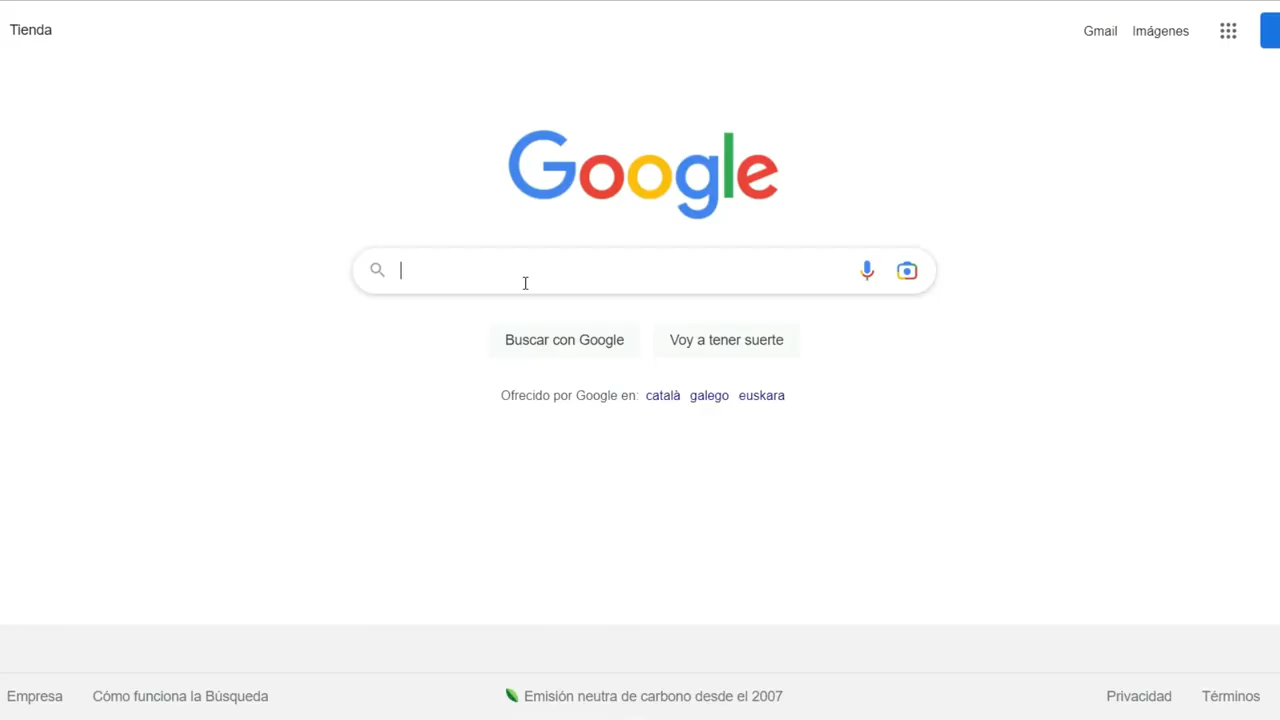 Tienda
Gmail Imágenes
Google
Buscar con Google Voy a tener suerte
Ofrecido por Google en: català galego euskara
Empresa Cómo funciona la Búsqueda Emisión neutra de carbono desde el 2007 Privacidad Términos